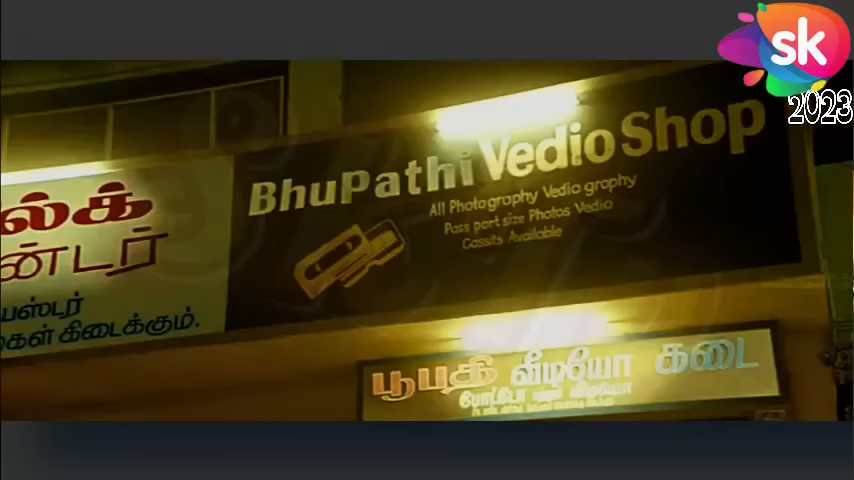 sk
2023
BhuPathi Vedio Shop
All Photography Vedio grophy
Pass port size Photos Vedio
Cassits Available
ல்க்
ண்டர்
யஸ்டர்
கள் கிடைக்கும்.
பூபதி வீடியோ கடை
போட்டோ வீடியோ